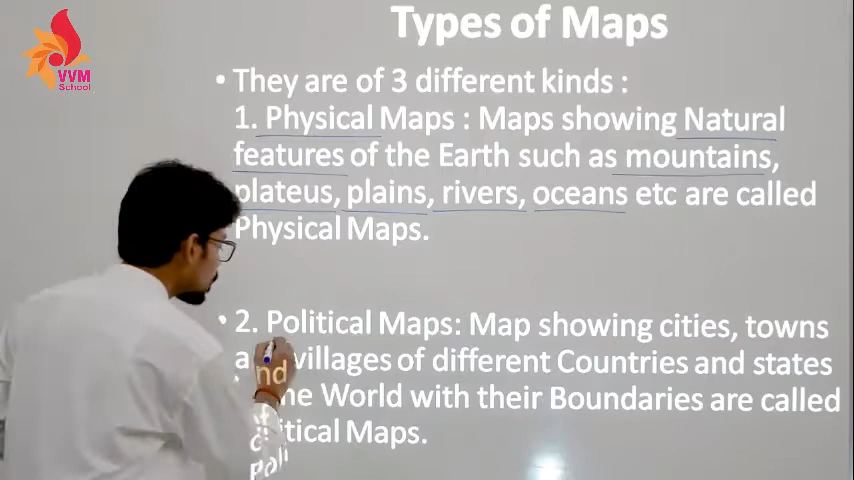 VVM
School
Types of Maps
• They are of 3 different kinds :
1. Physical Maps : Maps showing Natural
features of the Earth such as mountains,
plateus, plains, rivers, oceans etc are called
Physical Maps.
• 2. Political Maps: Map showing cities, towns
and villages of different Countries and states
World with their Boundaries are called
Political Maps.